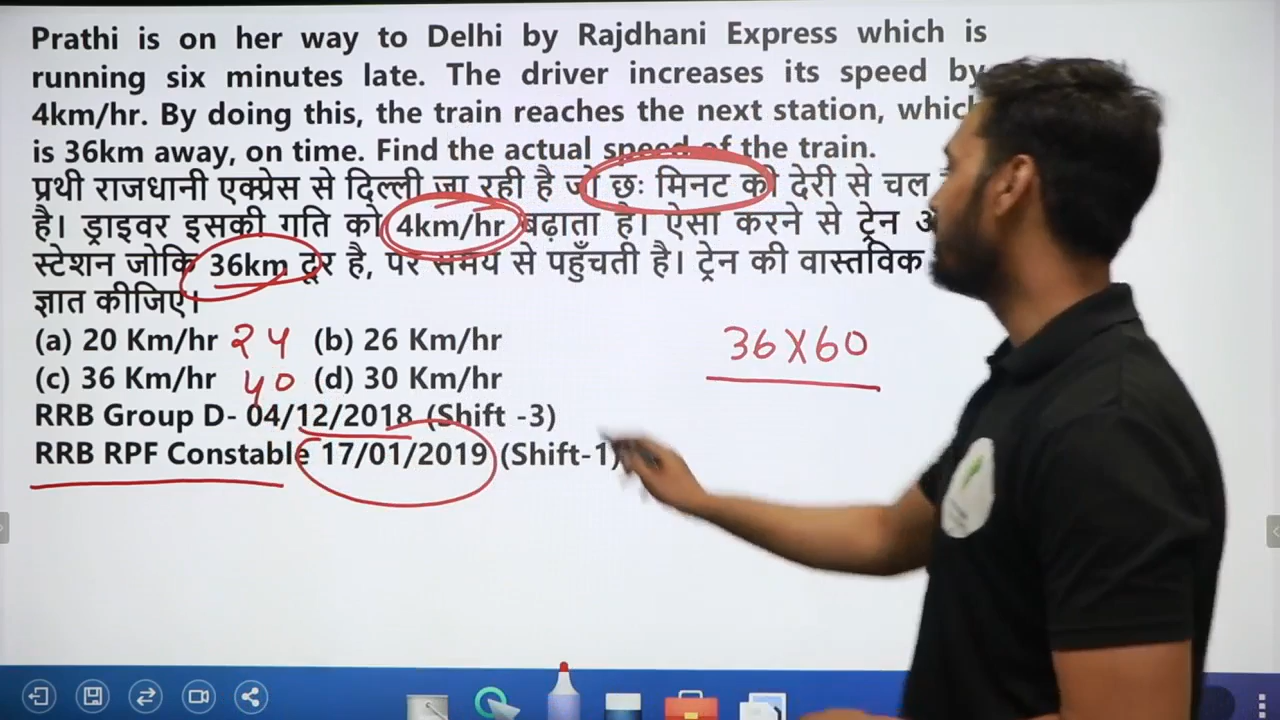 Prathi is on her way to Delhi by Rajdhani Express which is
running six minutes late. The driver increases its speed by
4km/hr. By doing this, the train reaches the next station, which
is 36km away, on time. Find the actual speed of the train.
प्रथी राजधानी एक्प्रेस से दिल्ली जा रही है जो छः मिनट की देरी से चल
है। ड्राइवर इसकी गति को 4km/hr बढ़ाता है। ऐसा करने से ट्रेन
स्टेशन जोकि 36km दूर है, पर समय से पहुँचती है। ट्रेन की वास्तविक
ज्ञात कीजिए।
(a) 20 Km/hr 24 (b) 26 Km/hr
36X60
(c) 36 Km/hr 40 (d) 30 Km/hr
RRB Group D- 04/12/2018 (Shift -3)
RRB RPF Constable 17/01/2019 (Shift-1)